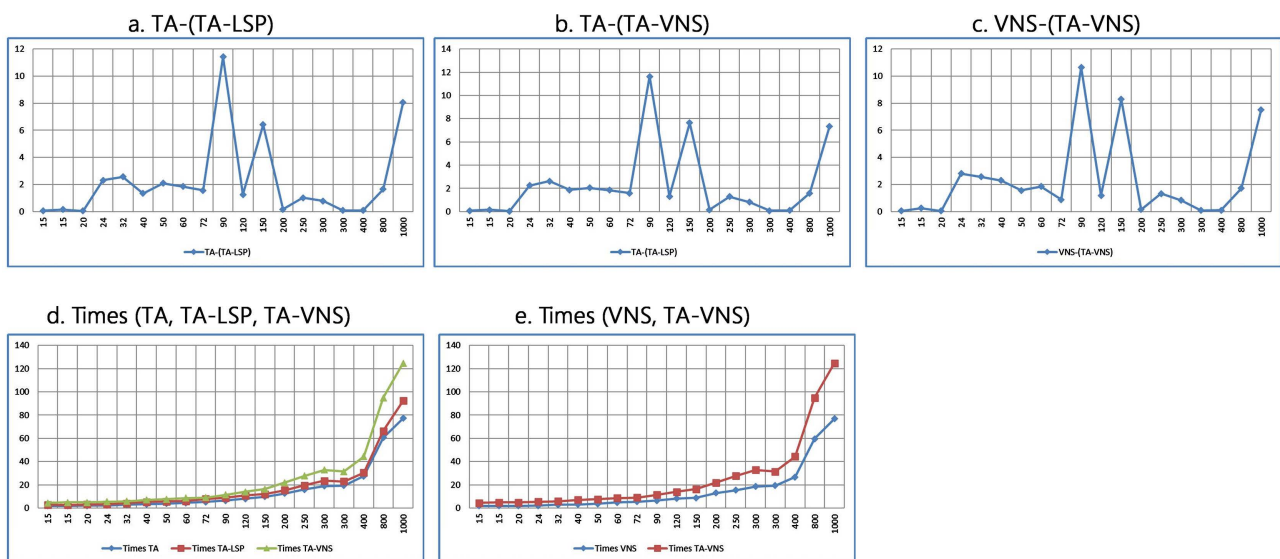 a. TA-(TA-LSP)
12
10
8
6
4
2
0
15 15 20 24 32 40 50 60 72 90 120 150 200 250 300 300 400 800 1000
TA-(TA-LSP)
b. TA-(TA-VNS)
14
12
10
8
6
4
2
0
15 15 20 24 32 40 50 60 72 90 120 150 200 250 300 300 400 800 1000
TA-(TA-LSP)
c. VNS-(TA-VNS)
12
10
8
6
4
2
0
15 15 20 24 32 40 50 60 72 90 120 150 200 250 300 300 400 800 1000
VNS-(TA-VNS)
d. Times (TA, TA-LSP, TA-VNS)
140
120
100
80
60
40
20
0
15 15 20 24 32 40 50 60 72 90 120 150 200 250 300 300 400 800 1000
Times TA Times TA-LSP Times TA-VNS
e. Times (VNS, TA-VNS)
140
120
100
80
60
40
20
0
15 15 20 24 32 40 50 60 72 90 120 150 200 250 300 300 400 800 1000
Times VNS Times TA-VNS